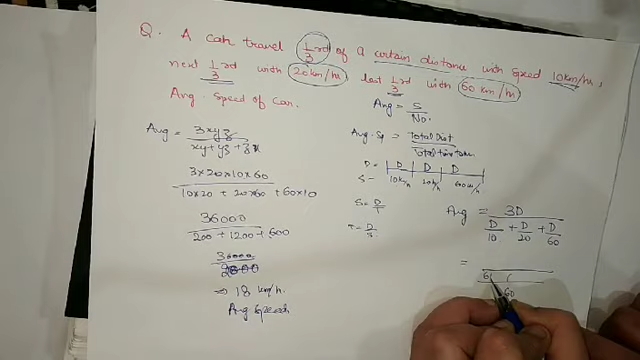 Q. A car travel 1/3rd of a certain distance with speed 10km/hr,
next 1/3rd with 20km/hr last 1/3rd with 60 km/hr
Avg. Speed of Car.
Avg = S/No.
Avg = 3xyz / xy + yz + zx
3×20×10×60 / 10×20 + 20×60 + 60×10
36000 / 200 + 1200 + 600
36000 / 2000
⇒ 18 km/h.
Avg Speed
Avg. Sp = Total Dist / Total time taken
D = D D D
S – 10km/h 20km/h 60km/h
S = D/T
T = D/S
Avg = 3D / D/10 + D/20 + D/60
=
60